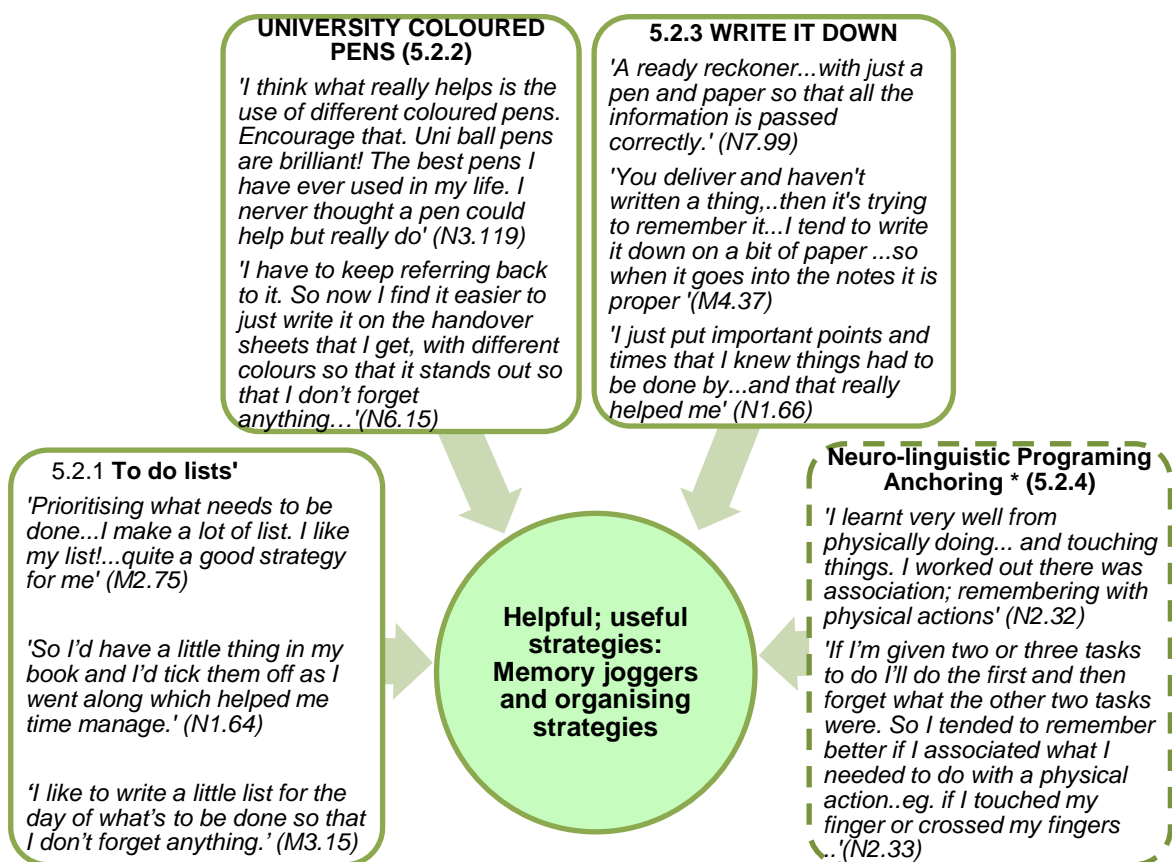 UNIVERSITY COLOURED
PENS (5.2.2)
'I think what really helps is the
use of different coloured pens.
Encourage that. Uni ball pens
are brilliant! The best pens I
have ever used in my life. I
nerver thought a pen could
help but really do' (N3.119)
'I have to keep referring back
to it. So now I find it easier to
just write it on the handover
sheets that I get, with different
colours so that it stands out so
that I don’t forget
anything…'(N6.15)
5.2.3 WRITE IT DOWN
'A ready reckoner...with just a
pen and paper so that all the
information is passed
correctly.' (N7.99)
'You deliver and haven't
written a thing,..then it's trying
to remember it...I tend to write
it down on a bit of paper ...so
when it goes into the notes it is
proper '(M4.37)
'I just put important points and
times that I knew things had to
be done by...and that really
helped me' (N1.66)
5.2.1 To do lists'
'Prioritising what needs to be
done...I make a lot of list. I like
my list!...quite a good strategy
for me' (M2.75)
'So I’d have a little thing in my
book and I’d tick them off as I
went along which helped me
time manage.' (N1.64)
‘I like to write a little list for the
day of what’s to be done so that
I don’t forget anything.’ (M3.15)
Helpful; useful
strategies:
Memory joggers
and organising
strategies
Neuro-linguistic Programing
Anchoring * (5.2.4)
'I learnt very well from
physically doing... and touching
things. I worked out there was
association; remembering with
physical actions' (N2.32)
'If I’m given two or three tasks
to do I’ll do the first and then
forget what the other two tasks
were. So I tended to remember
better if I associated what I
needed to do with a physical
action..eg. if I touched my
finger or crossed my fingers
..'(N2.33)